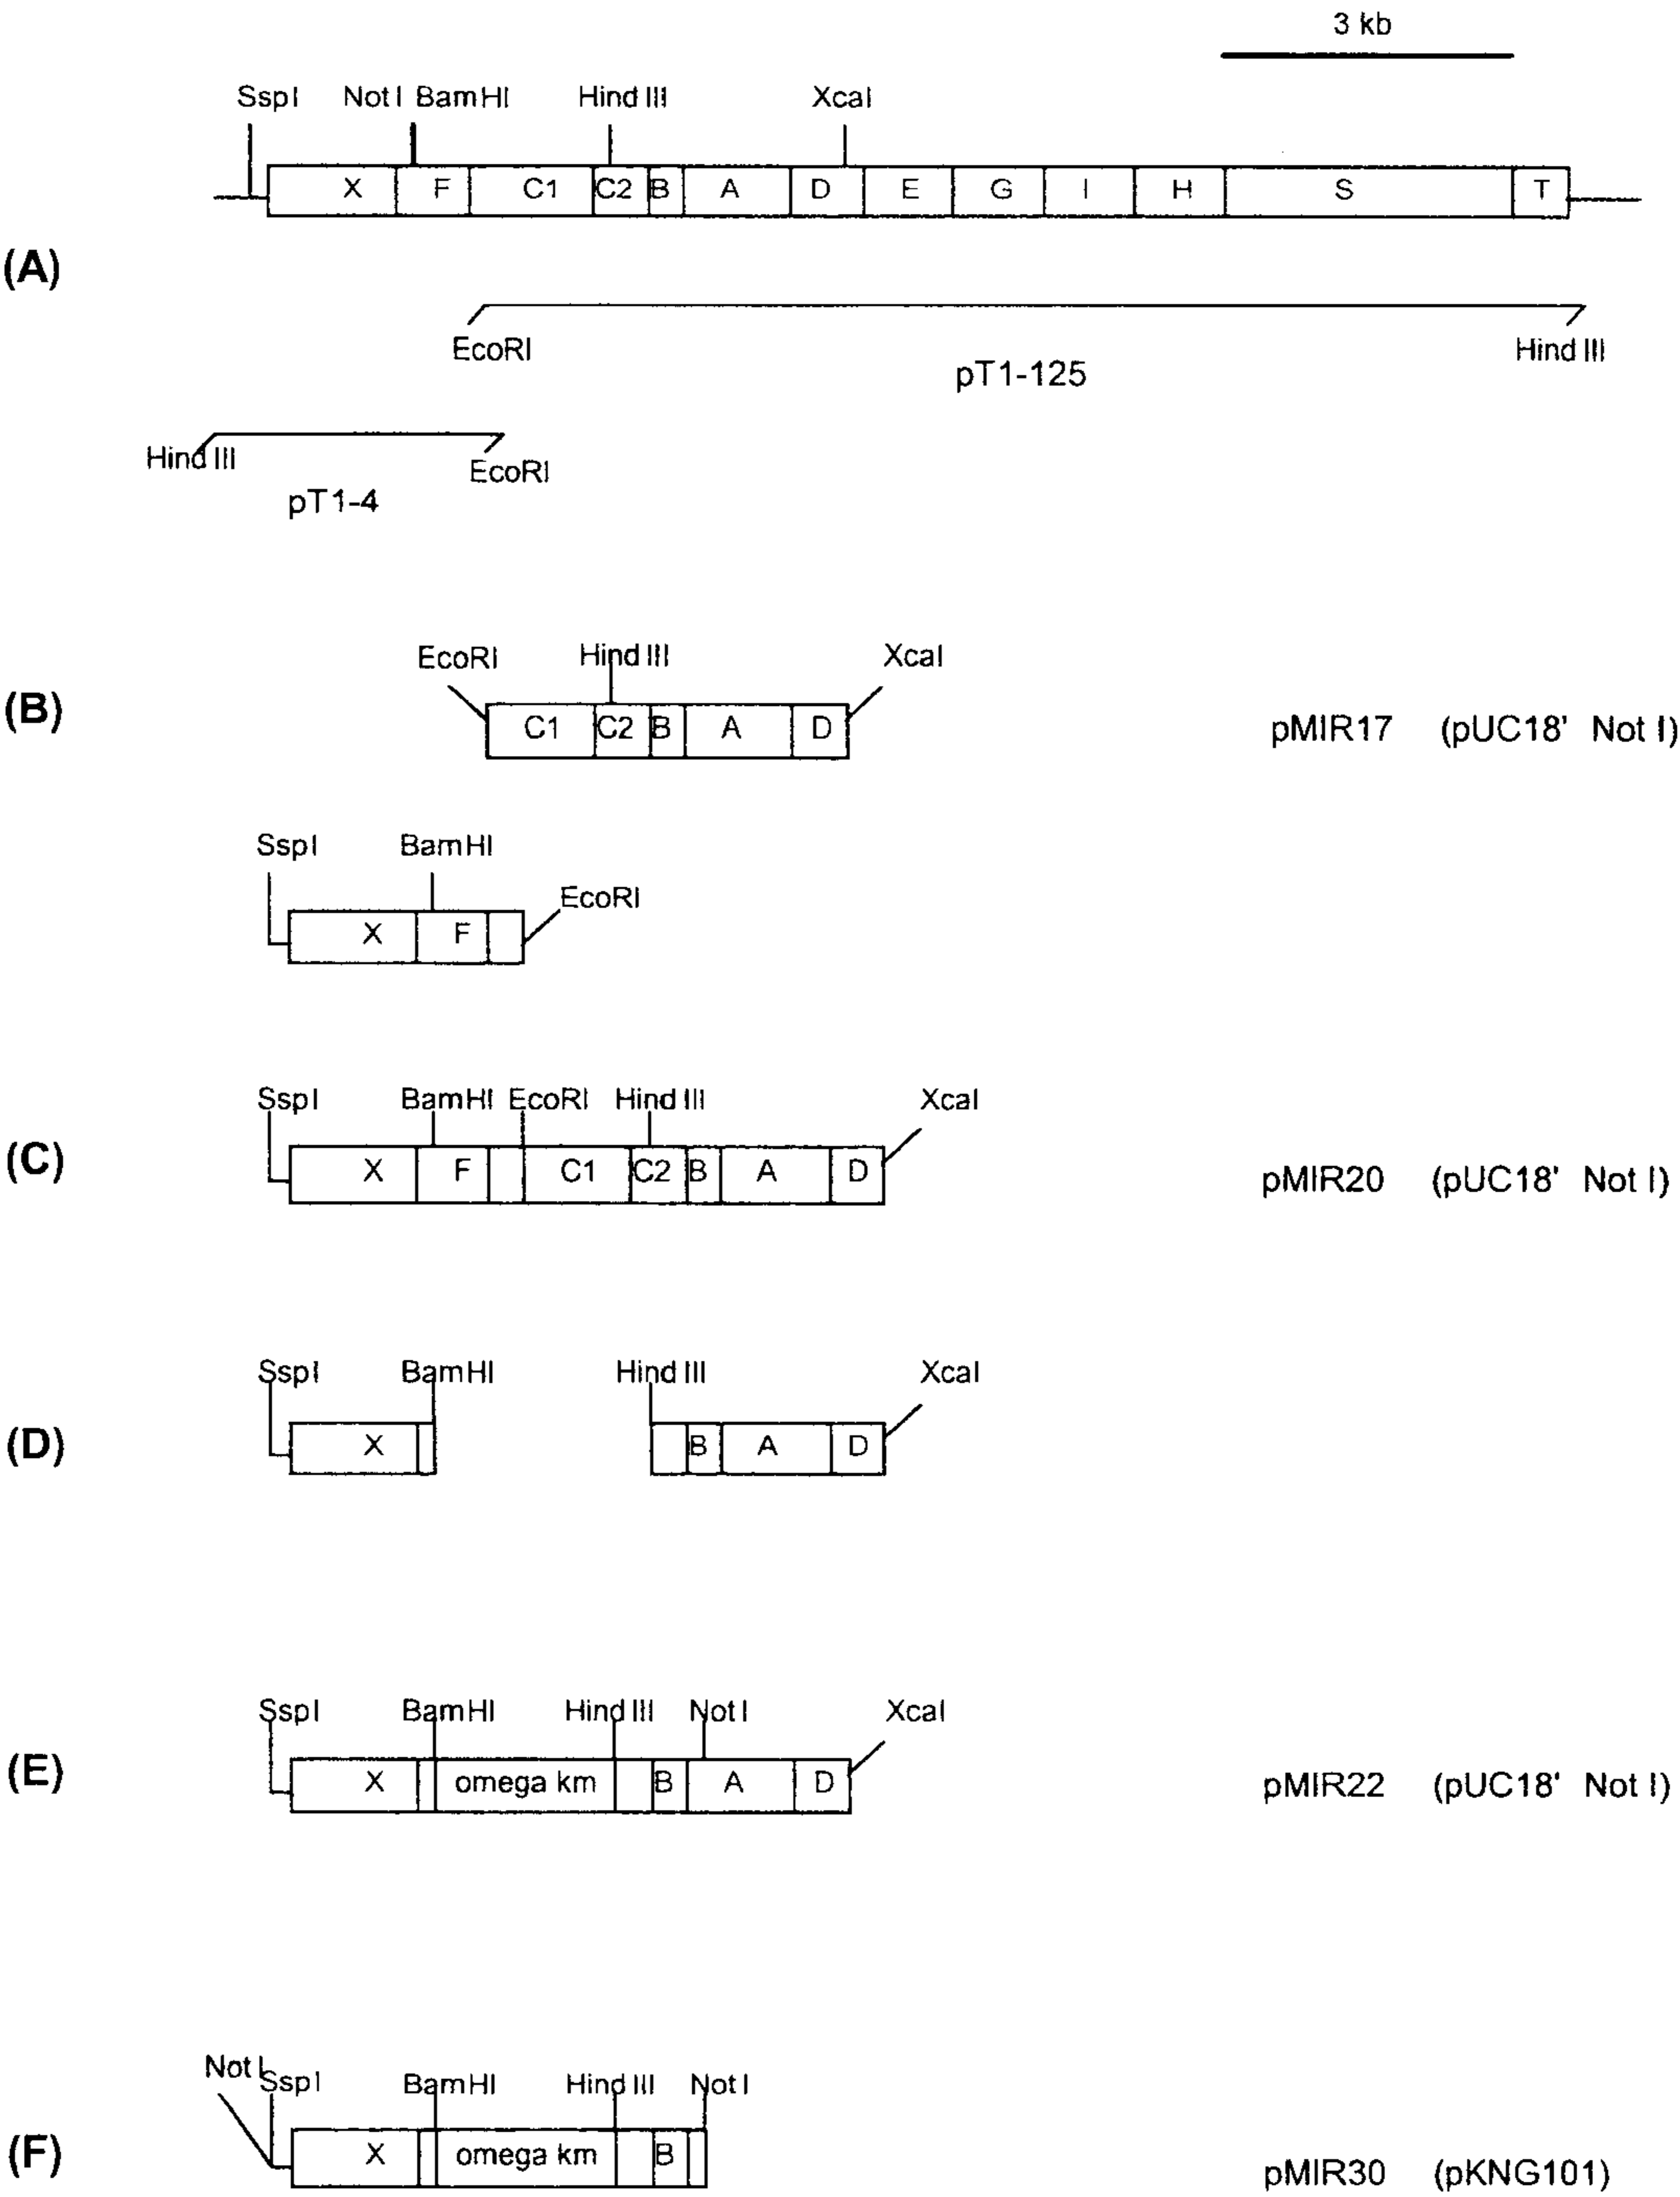 3 kb
SspI NotI BamHI Hind III XcaI
X F C1 C2 B A D E G I H S T
(A)
EcoRI Hind III
pT1-125
Hind III EcoRI
pT1-4
EcoRI Hind III XcaI
(B) C1 C2 B A D pMIR17 (pUC18' Not I)
SspI BamHI
EcoRI
X F
SspI BamHI EcoRI Hind III XcaI
(C) X F C1 C2 B A D pMIR20 (pUC18' Not I)
SspI BamHI Hind III XcaI
(D) X B A D
SspI BamHI Hind III NotI XcaI
(E) X omega km B A D pMIR22 (pUC18' Not I)
NotI SspI BamHI Hind III NotI
(F) X omega km B pMIR30 (pKNG101)